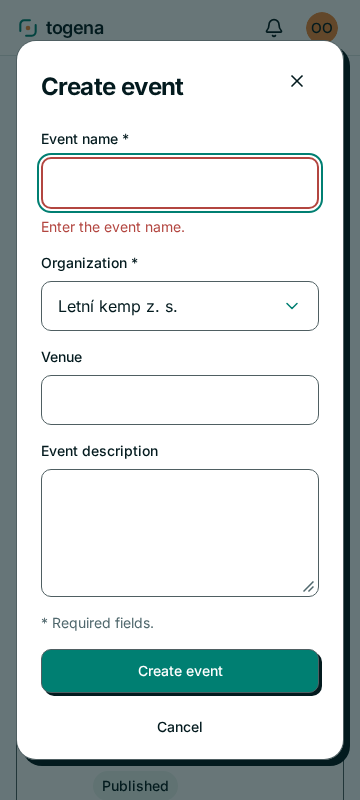 togena
OO
Create event
Event name *
Enter the event name.
Organization *
Letní kemp z. s.
Venue
Event description
* Required fields.
Create event
Cancel
Published